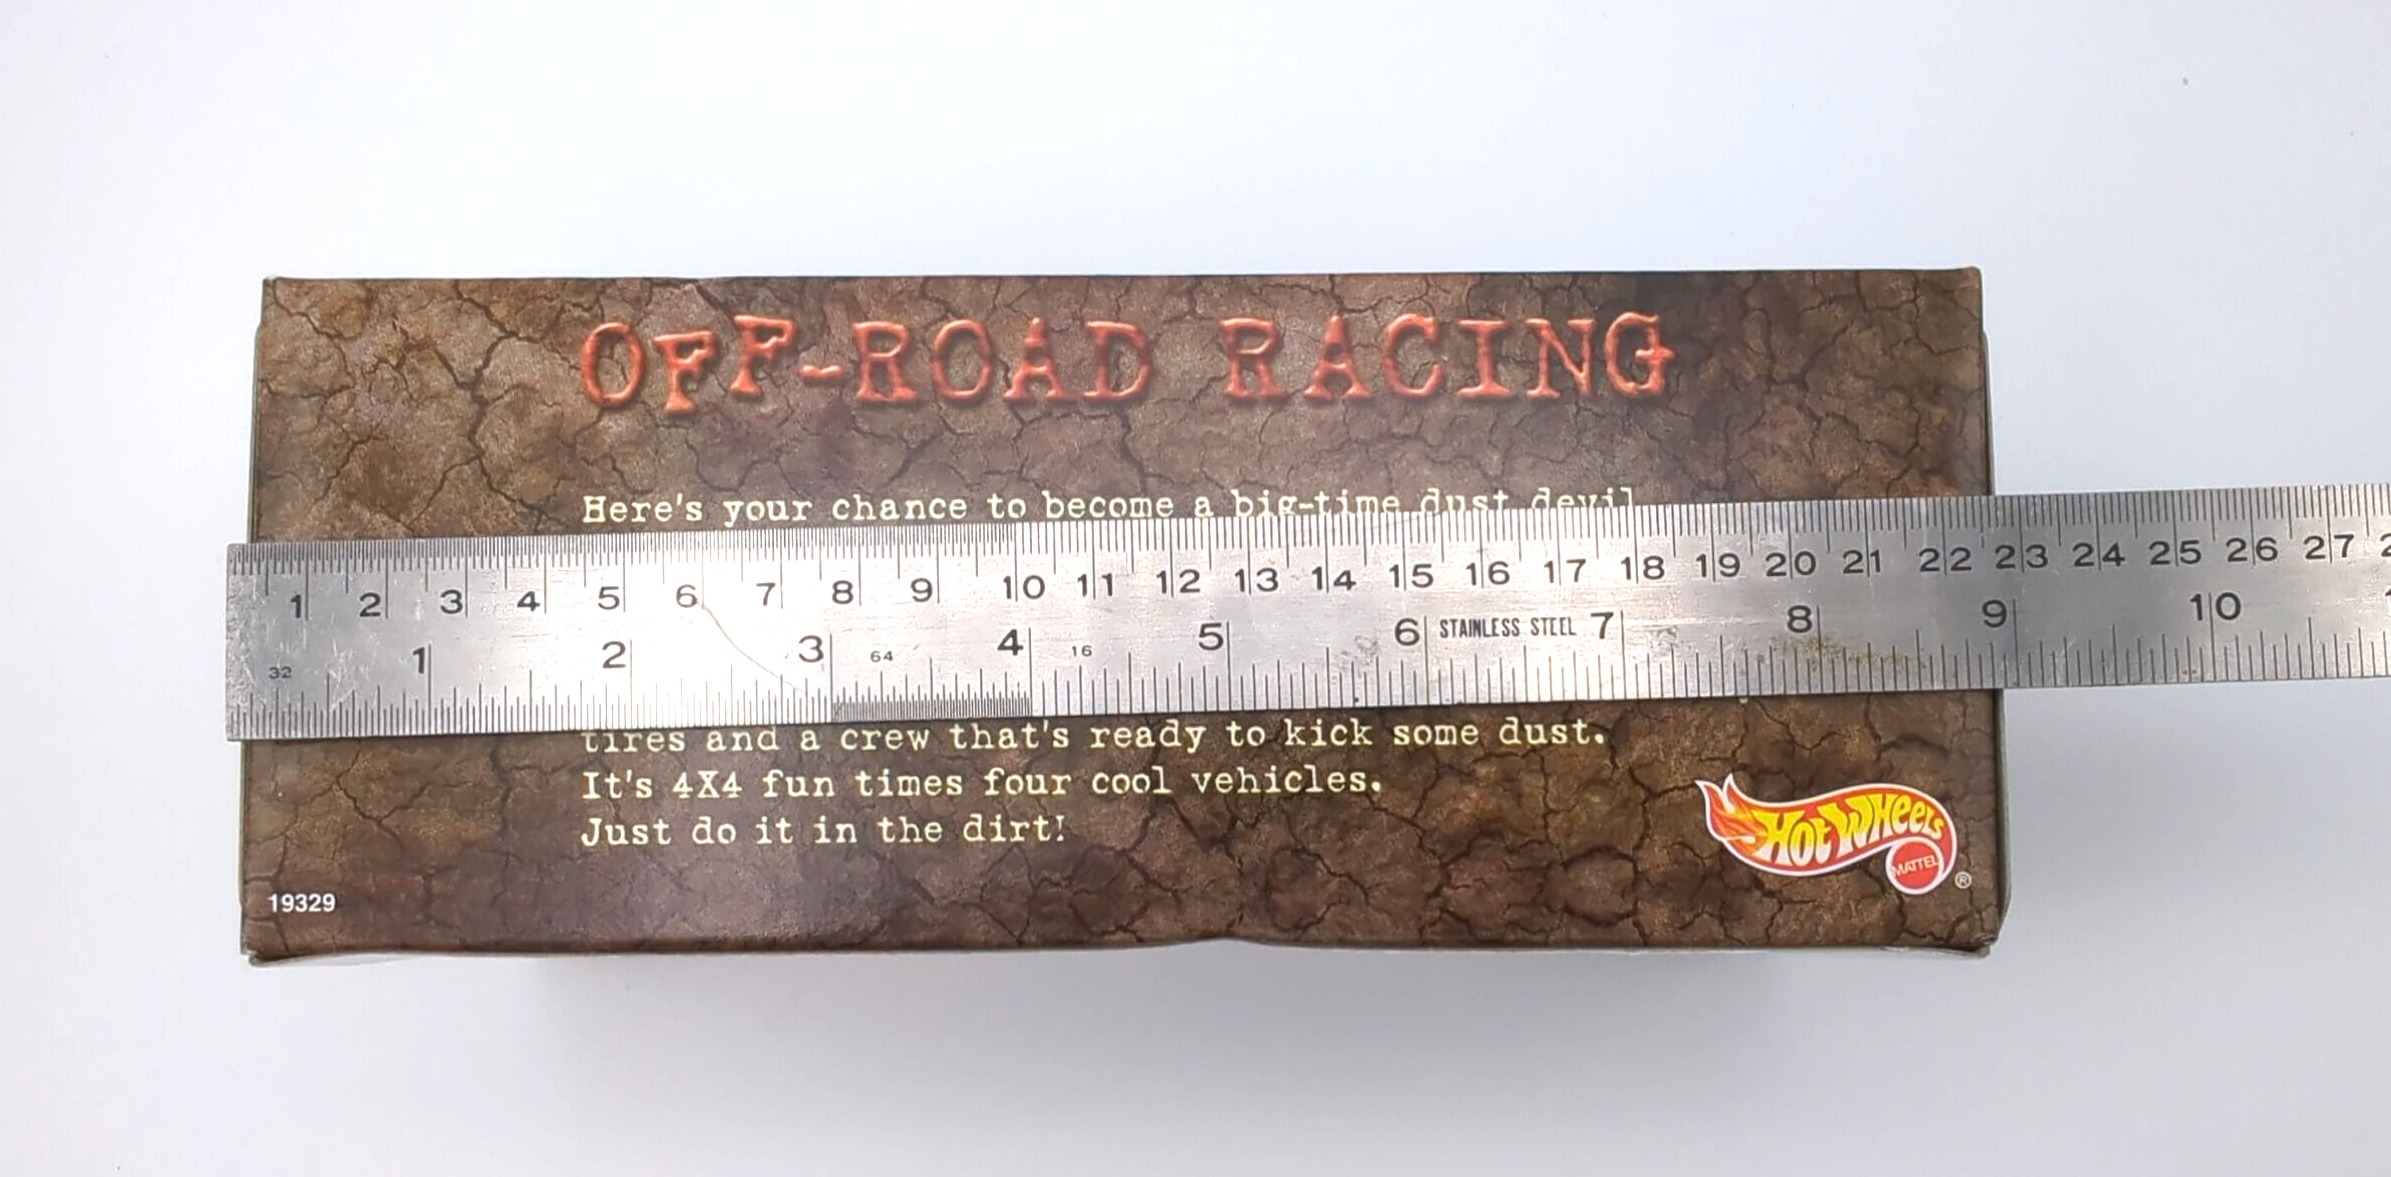 OFF-ROAD RACING
Here's your chance to become a big-time dust devil
1 2 3 4 5 6 7 8 9 10 11 12 13 14 15 16 17 18 19 20 21 22 23 24 25 26 27
1 2 3 4 5 6 STAINLESS STEEL 7 8 9 10
32 64 16
tires and a crew that's ready to kick some dust.
It's 4X4 fun times four cool vehicles.
Just do it in the dirt!
Hot Wheels
MATTEL ®
19329